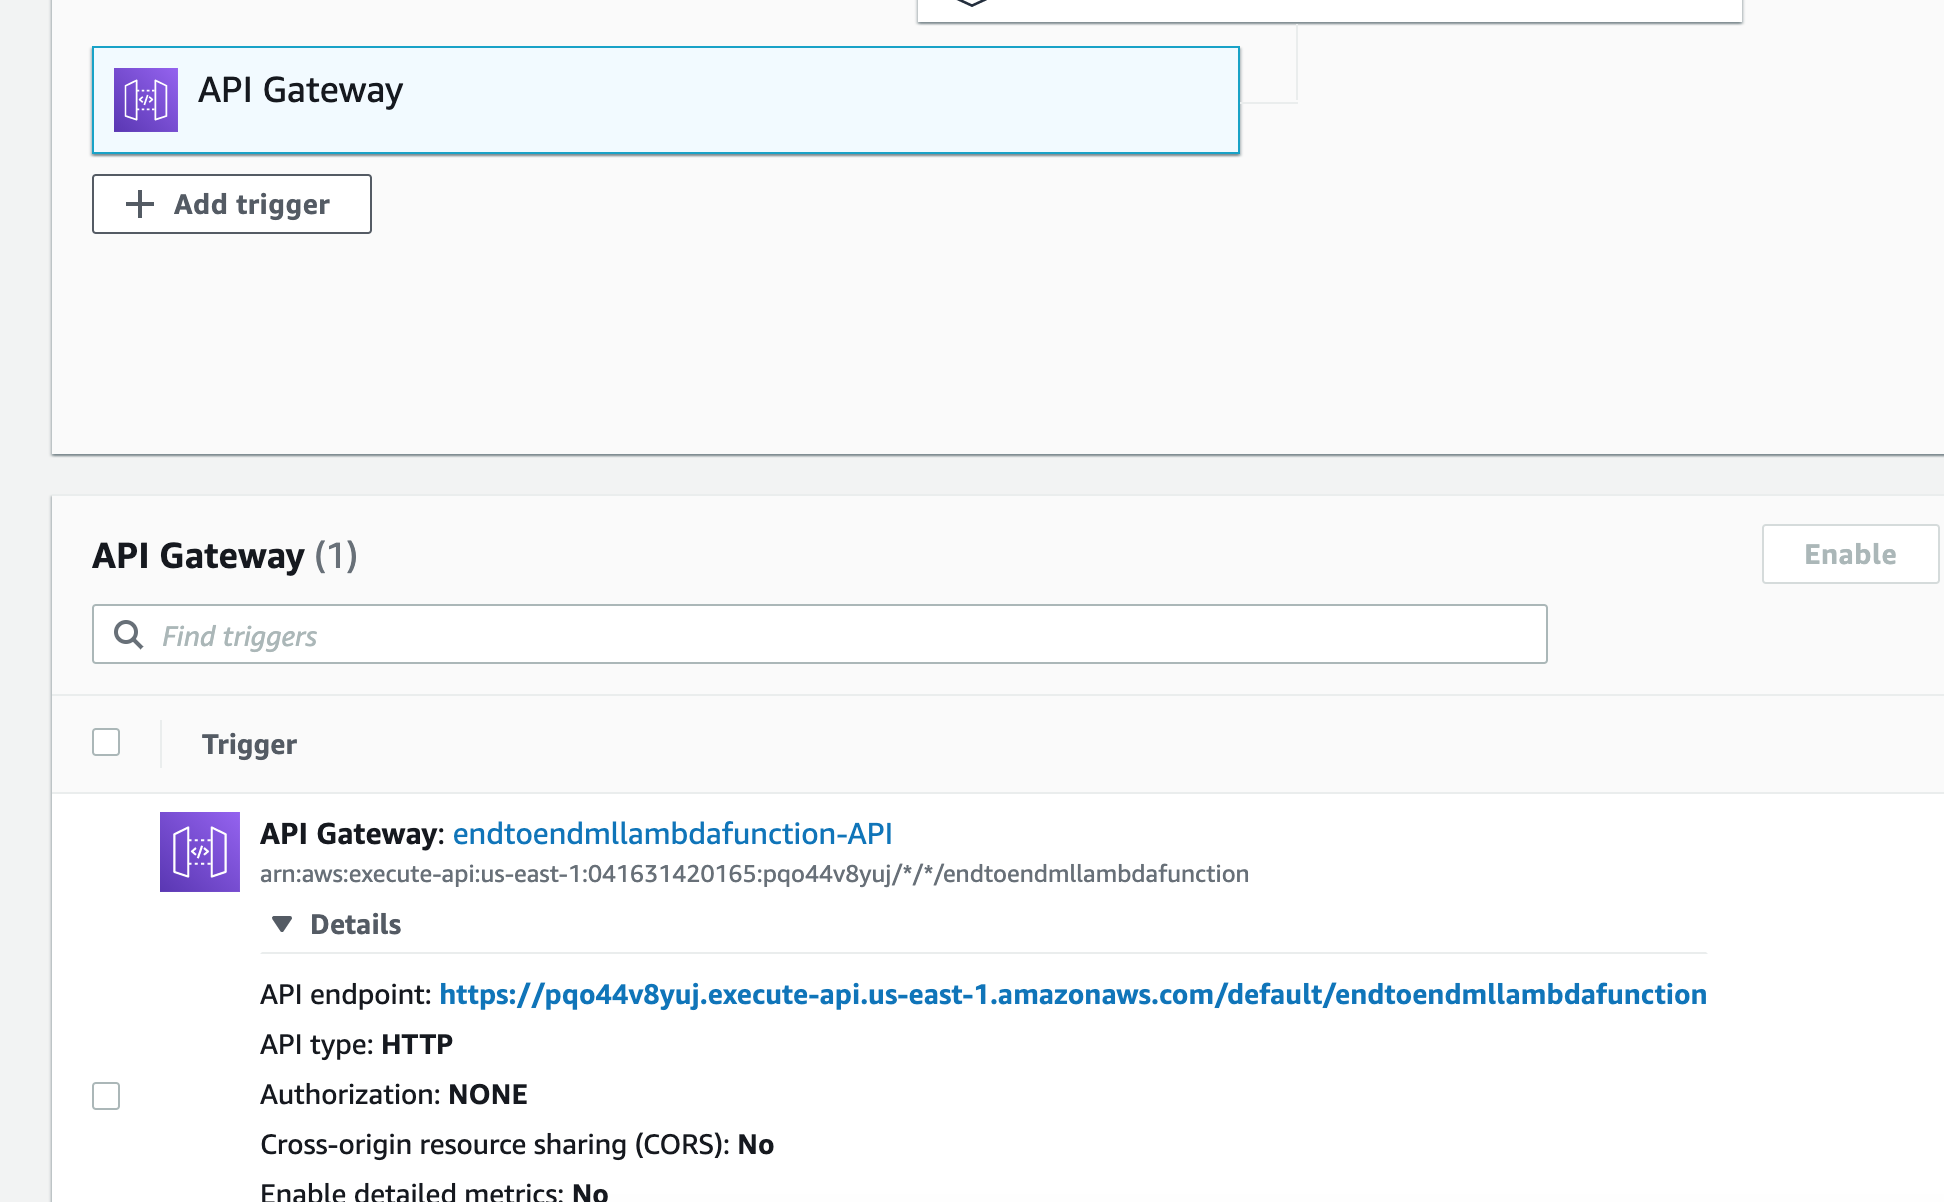 API Gateway
Add trigger
API Gateway (1)
Enable
Find triggers
Trigger
API Gateway: endtoendmllambdafunction-API
arn:aws:execute-api:us-east-1:041631420165:pqo44v8yuj/*/*/endtoendmllambdafunction
Details
API endpoint: https://pqo44v8yuj.execute-api.us-east-1.amazonaws.com/default/endtoendmllambdafunction
API type: HTTP
Authorization: NONE
Cross-origin resource sharing (CORS): No
Enable detailed metrics: No